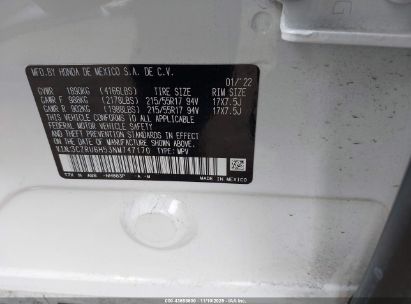 MFD.BY HONDA DE MEXICO S.A. DE C.V.
01/'22
GVWR 1890KG (4166LBS) TIRE SIZE RIM SIZE
GAWR F 988KG (2178LBS) 215/55R17 94V 17X7.5J
GAWR R 902KG (1988LBS) 215/55R17 94V 17X7.5J
THIS VEHICLE CONFORMS TO ALL APPLICABLE
FEDERAL MOTOR VEHICLE SAFETY, BUMPER,
AND THEFT PREVENTION STANDARDS IN EFFECT
ON THE DATE OF MANUFACTURE SHOWN ABOVE.
V.I.N.: 3CZRU6H53NM747170 TYPE: MPV
NH883P A -M
MADE IN MEXICO